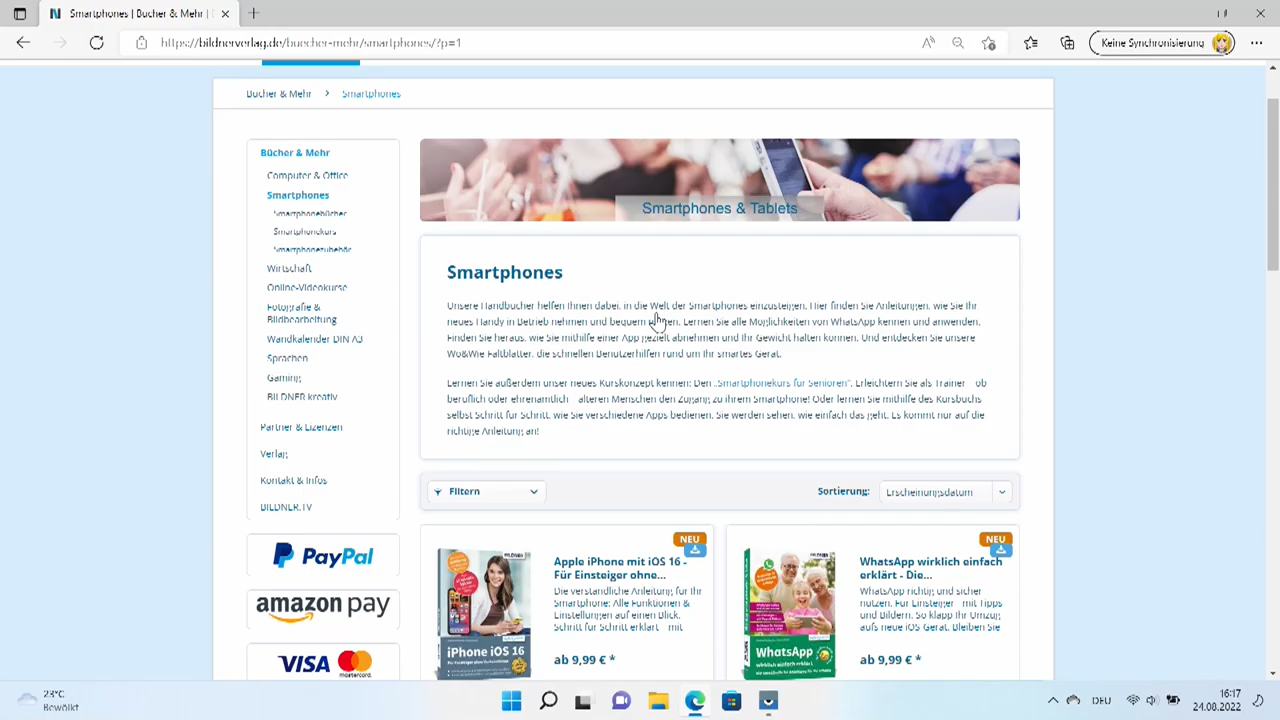 Smartphones | Bücher & Mehr |
https://bildnerverlag.de/buecher-mehr/smartphones/?p=1
Keine Synchronisierung
Bücher & Mehr > Smartphones
Bücher & Mehr
Computer & Office
Smartphones
Smartphonebücher
Smartphonekurs
Smartphonezubehör
Wirtschaft
Online-Videokurse
Fotografie &
Bildbearbeitung
Wandkalender DIN A3
Sprachen
Gaming
BILDNER kreativ
Partner & Lizenzen
Verlag
Kontakt & Infos
BILDNER.TV
PayPal
amazon pay
VISA mastercard
Smartphones & Tablets
Smartphones
Unsere Handbücher helfen Ihnen dabei, in die Welt der Smartphones einzusteigen. Hier finden Sie Anleitungen, wie Sie Ihr
neues Handy in Betrieb nehmen und bequem Lernen Sie alle Möglichkeiten von WhatsApp kennen und anwenden.
Finden Sie heraus, wie Sie mithilfe einer App gezielt abnehmen und Ihr Gewicht halten können. Und entdecken Sie unsere
Wo&Wie Faltblätter, die schnellen Benutzerhilfen rund um Ihr smartes Gerät.
Lernen Sie außerdem unser neues Kurskonzept kennen: Den „Smartphonekurs für Senioren“. Erleichtern Sie als Trainer – ob
beruflich oder ehrenamtlich – älteren Menschen den Zugang zu ihrem Smartphone! Oder lernen Sie mithilfe des Kursbuchs
selbst Schritt für Schritt, wie Sie verschiedene Apps bedienen. Sie werden sehen, wie einfach das geht. Es kommt nur auf die
richtige Anleitung an!
Filtern
Sortierung: Erscheinungsdatum
NEU
Apple iPhone mit iOS 16 -
Für Einsteiger ohne...
Die verständliche Anleitung für Ihr
Smartphone: Alle Funktionen &
Einstellungen auf einen Blick.
Schritt für Schritt erklärt – mit
ab 9,99 € *
iPhone iOS 16
NEU
WhatsApp wirklich einfach
erklärt - Die...
WhatsApp richtig und sicher
nutzen. Für Einsteiger – mit Tipps
und Bildern. So klappt Ihr Umzug
aufs neue iOS Gerät. Bleiben Sie
ab 9,99 € *
WhatsApp
wirklich einfach erklärt
23°C
Bewölkt
DEU
16:17
24.08.2022